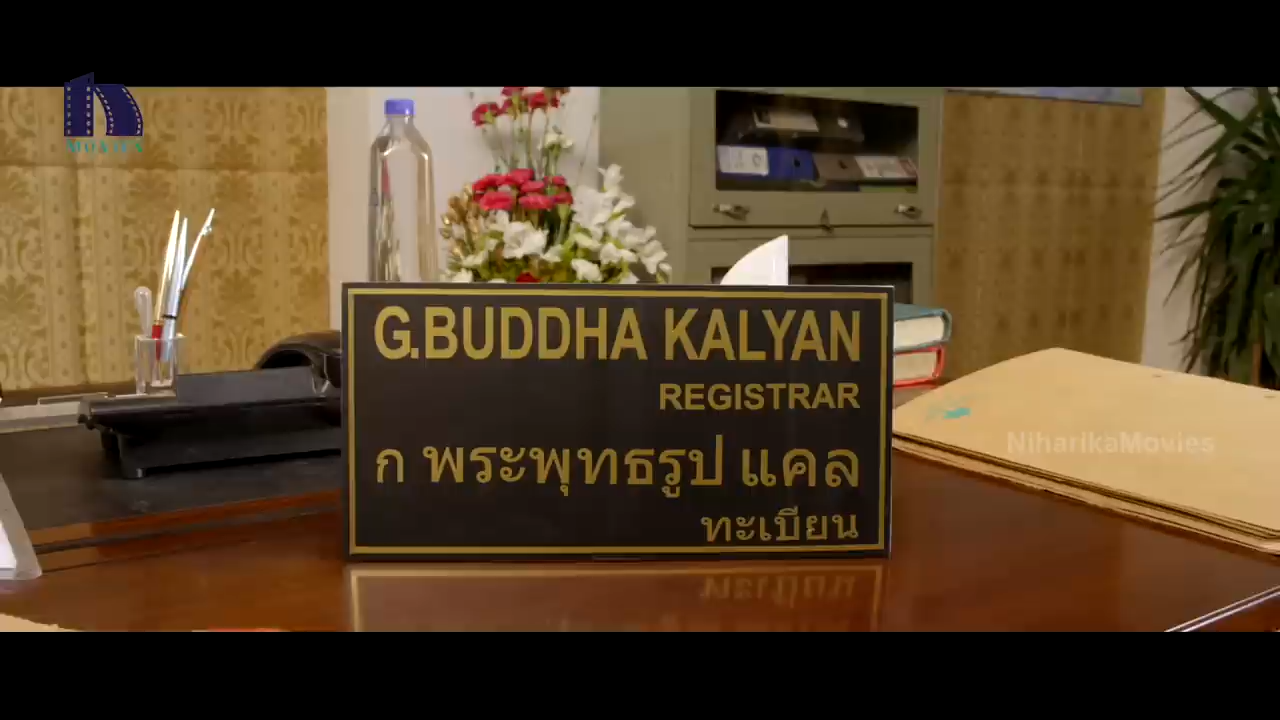 MOVIES
G.BUDDHA KALYAN
REGISTRAR
ก พระพุทธรูป แคล
ทะเบียน
NiharikaMovies